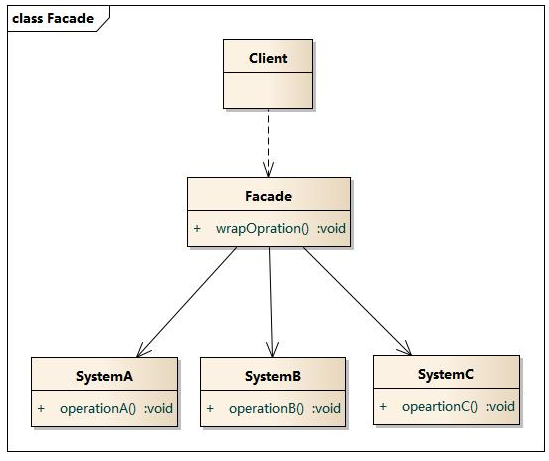 class Facade
Client
Facade
+ wrapOpration() :void
SystemA
+ operationA() :void
SystemB
+ operationB() :void
SystemC
+ opeartionC() :void